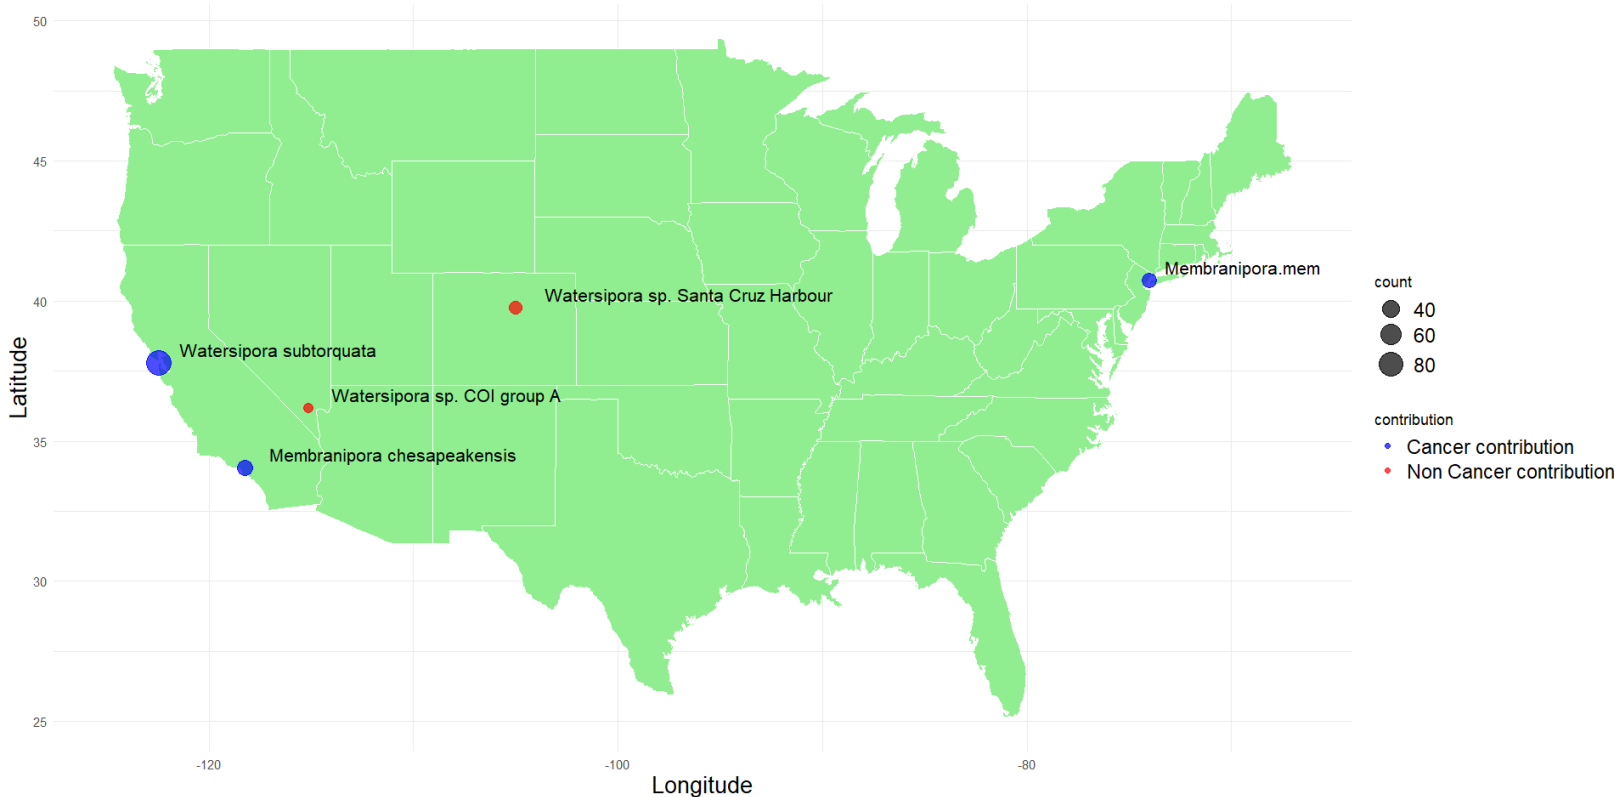 50
45
40
35
30
25
Latitude
-120
-100
-80
Longitude
Membranipora.mem
Watersipora sp. Santa Cruz Harbour
Watersipora subtorquata
Watersipora sp. COI group A
Membranipora chesapeakensis
count
40
60
80
contribution
Cancer contribution
Non Cancer contribution